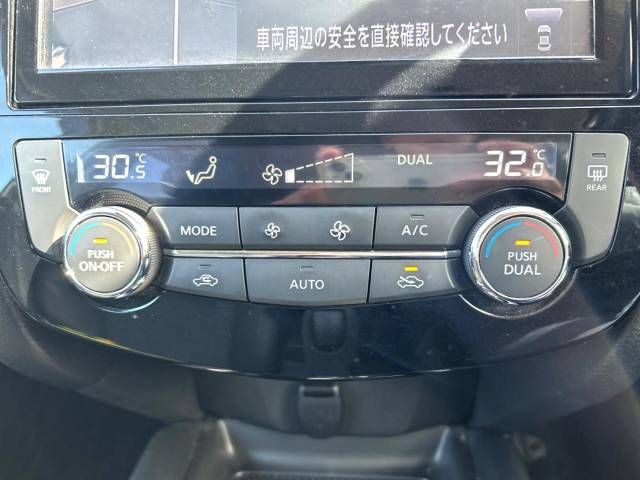 車両周辺の安全を直接確認してください
30.5°C
DUAL
32.0°C
FRONT
REAR
MODE
A/C
PUSH
ON·OFF
AUTO
PUSH
DUAL